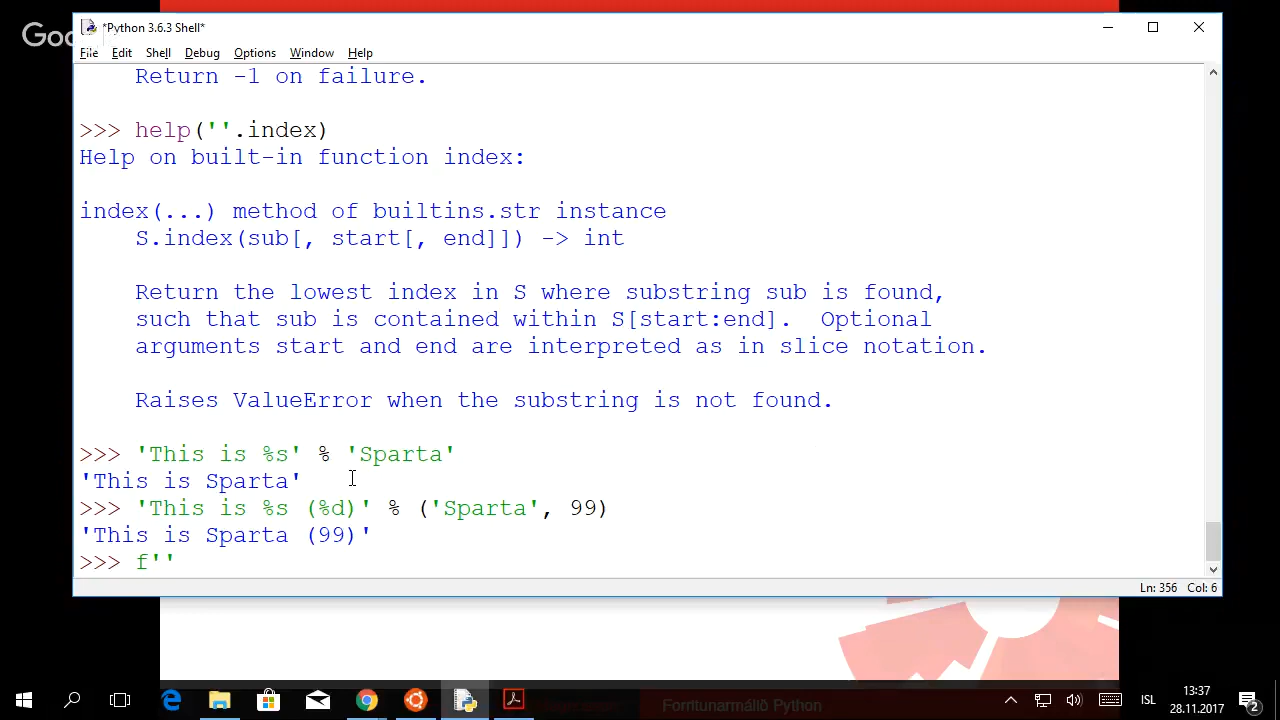 Goo
*Python 3.6.3 Shell*
File Edit Shell Debug Options Window Help
Return -1 on failure.
>>> help(''.index)
Help on built-in function index:
index(...) method of builtins.str instance
S.index(sub[, start[, end]]) -> int
Return the lowest index in S where substring sub is found,
such that sub is contained within S[start:end].  Optional
arguments start and end are interpreted as in slice notation.
Raises ValueError when the substring is not found.
>>> 'This is %s' % 'Sparta'
'This is Sparta'
>>> 'This is %s (%d)' % ('Sparta', 99)
'This is Sparta (99)'
>>> f''
Ln: 356 Col: 6
Forritunarmálið Python
ISL
13:37
28.11.2017
2